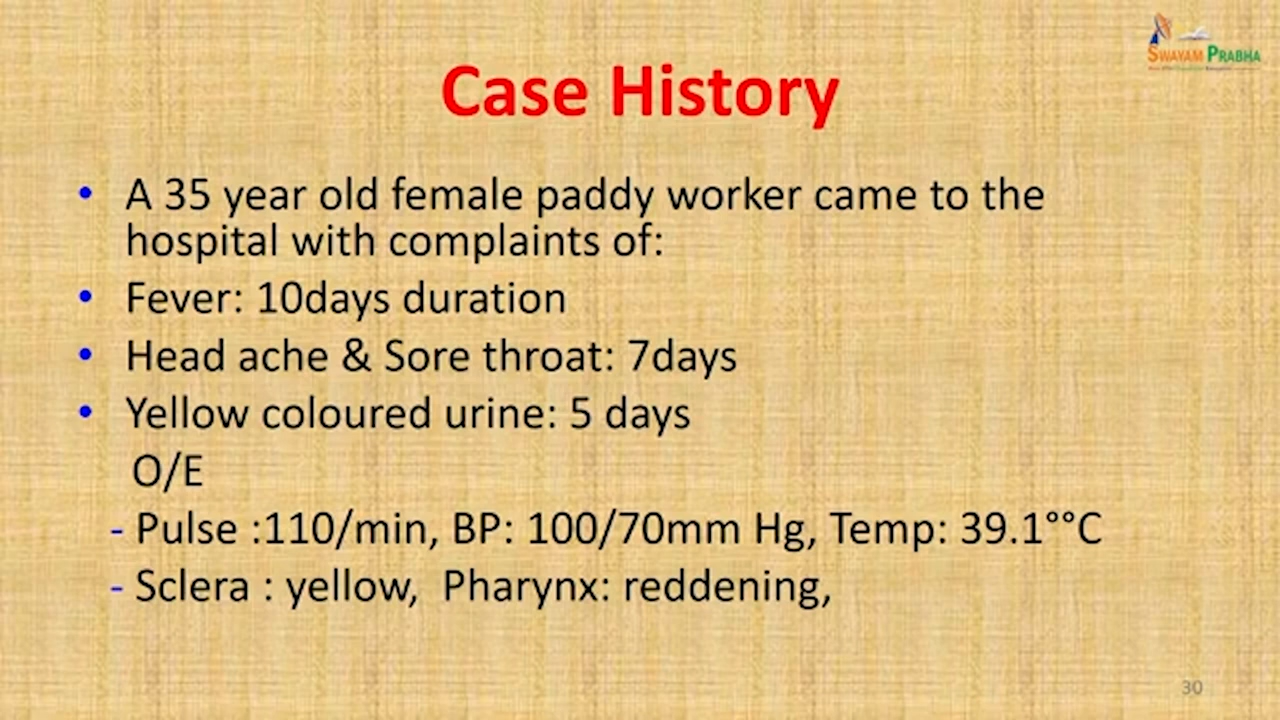 SWAYAM PRABHA
Case History
• A 35 year old female paddy worker came to the
hospital with complaints of:
• Fever: 10days duration
• Head ache & Sore throat: 7days
• Yellow coloured urine: 5 days
O/E
- Pulse :110/min, BP: 100/70mm Hg, Temp: 39.1°°C
- Sclera : yellow, Pharynx: reddening,
30